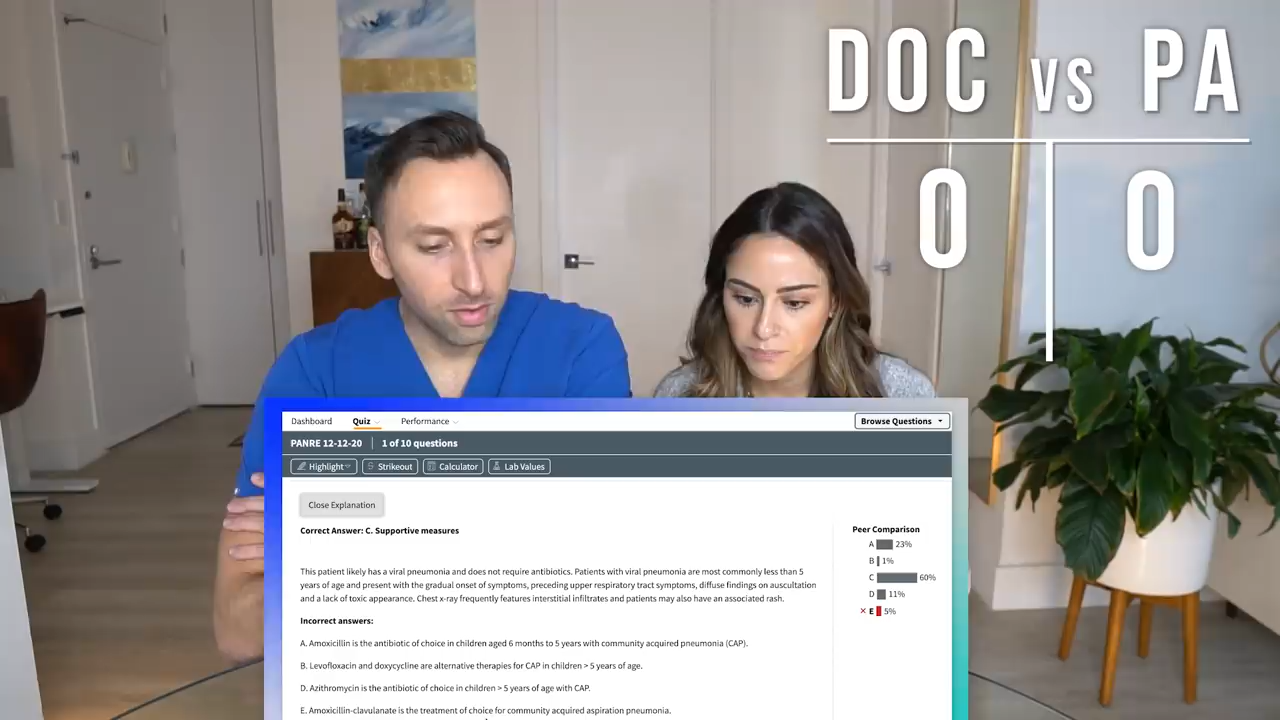 DOC VS PA
0 0
Dashboard Quiz Performance Browse Questions
PANRE 12-12-20 | 1 of 10 questions
Highlight Strikeout Calculator Lab Values
Close Explanation
Correct Answer: C. Supportive measures
This patient likely has a viral pneumonia and does not require antibiotics. Patients with viral pneumonia are most commonly less than 5
years of age and present with the gradual onset of symptoms, preceding upper respiratory tract symptoms, diffuse findings on auscultation
and a lack of toxic appearance. Chest x-ray frequently features interstitial infiltrates and patients may also have an associated rash.
Incorrect answers:
A. Amoxicillin is the antibiotic of choice in children aged 6 months to 5 years with community acquired pneumonia (CAP).
B. Levofloxacin and doxycycline are alternative therapies for CAP in children > 5 years of age.
D. Azithromycin is the antibiotic of choice in children > 5 years of age with CAP.
E. Amoxicillin-clavulanate is the treatment of choice for community acquired aspiration pneumonia.
Peer Comparison
A 23%
B 1%
C 60%
D 11%
× E 5%